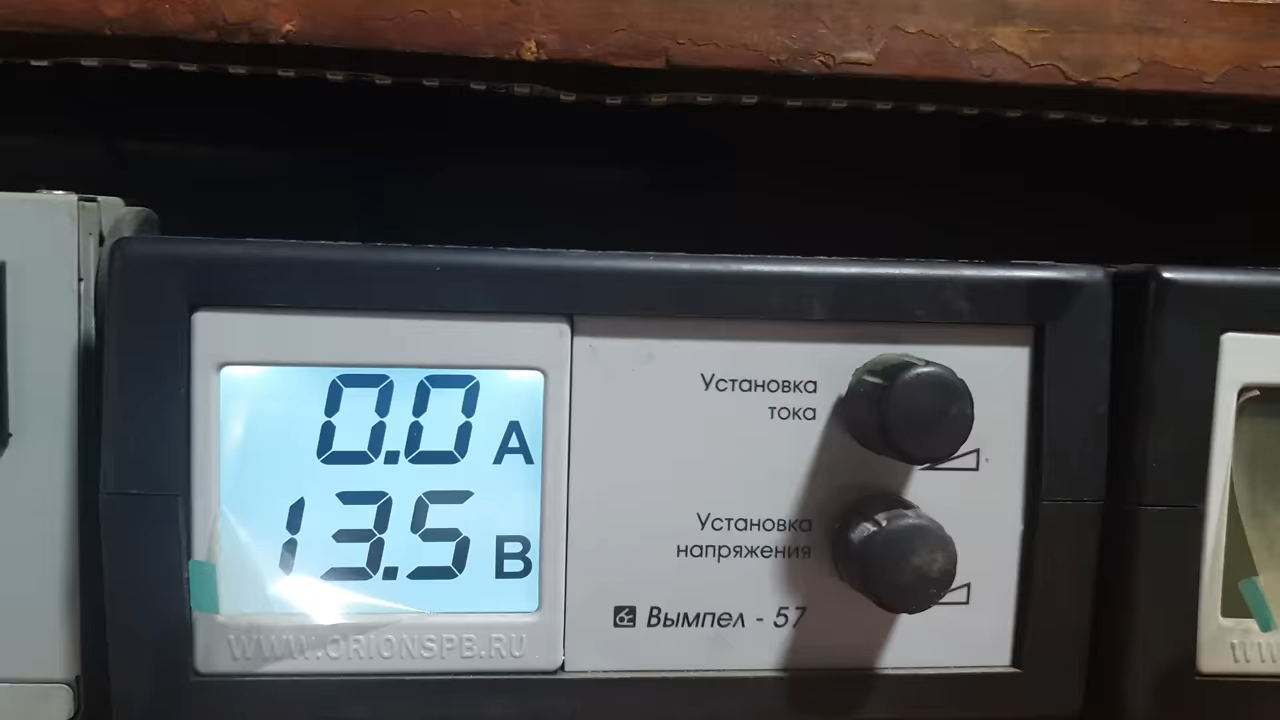 0.0 A
13.5 В
WWW.ORIONSPB.RU
Установка
тока
Установка
напряжения
Вымпел - 57